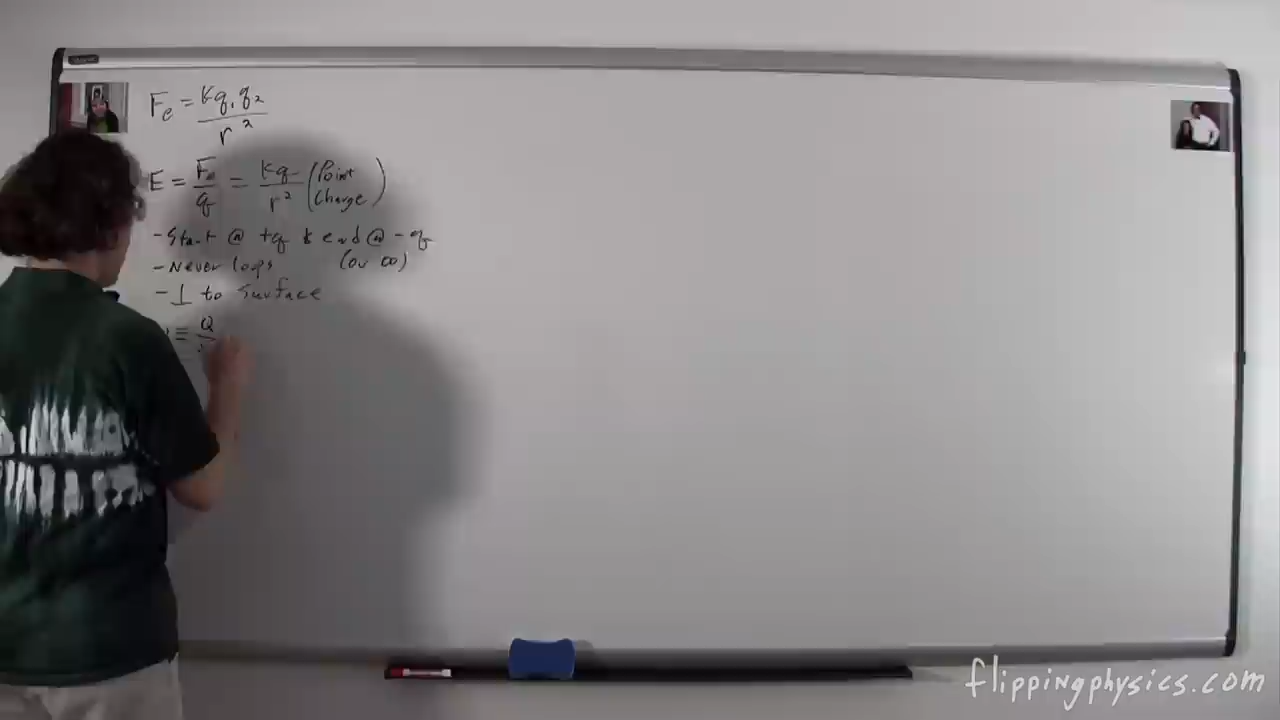 Fe = kq₁q₂ / r²
E = Fe / q = kq / r² (Point Charge)
- Start @ +q & end @ -q
- Never loops (or ∞)
- ⊥ to surface
≡ Q
flippingphysics.com